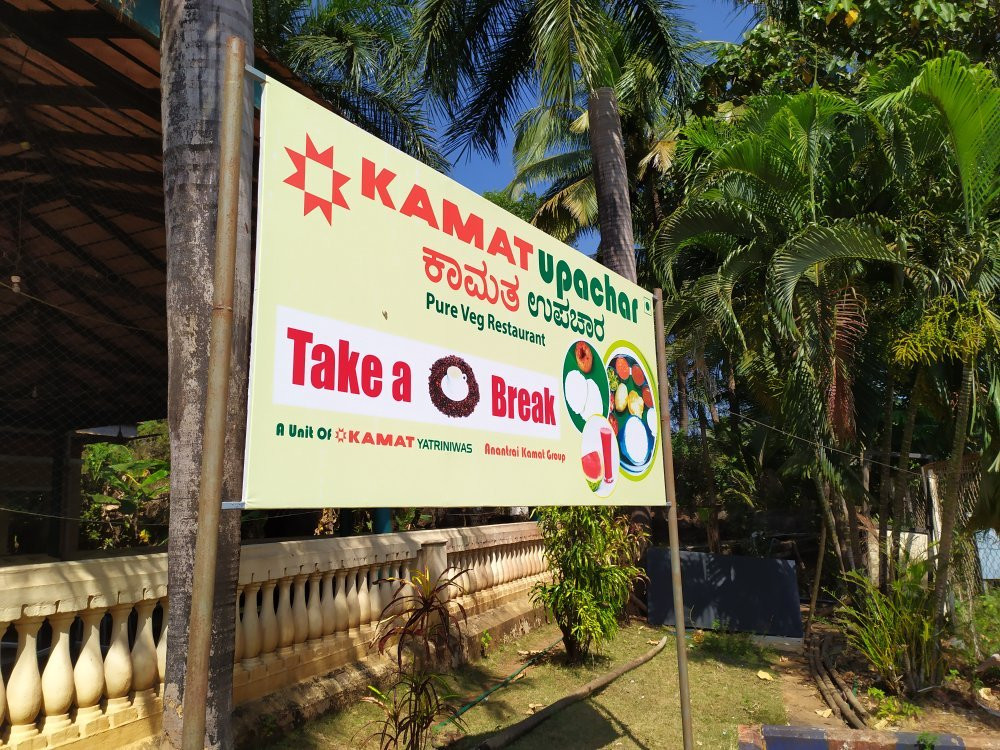 KAMAT upachar
ಕಾಮತ ಉಪಚಾರ
Pure Veg Restaurant
Take a Break
A Unit Of KAMAT YATRINIWAS Anantrai Kamat Group